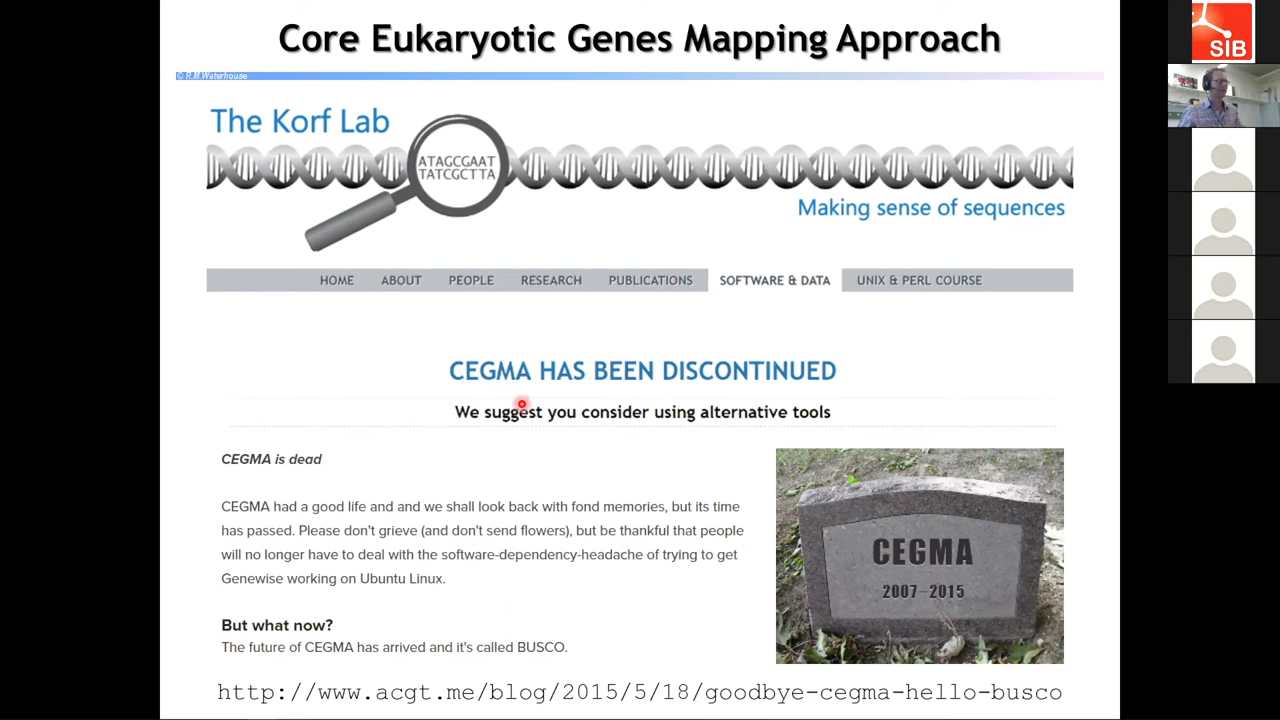 Core Eukaryotic Genes Mapping Approach
© R.M.Waterhouse
SIB
The Korf Lab
ATAGCGAAT
TATCGCTTA
Making sense of sequences
HOME ABOUT PEOPLE RESEARCH PUBLICATIONS SOFTWARE & DATA UNIX & PERL COURSE
CEGMA HAS BEEN DISCONTINUED
We suggest you consider using alternative tools
CEGMA is dead
CEGMA had a good life and and we shall look back with fond memories, but its time
has passed. Please don't grieve (and don't send flowers), but be thankful that people
will no longer have to deal with the software-dependency-headache of trying to get
Genewise working on Ubuntu Linux.
CEGMA
2007–2015
But what now?
The future of CEGMA has arrived and it's called BUSCO.
http://www.acgt.me/blog/2015/5/18/goodbye-cegma-hello-busco